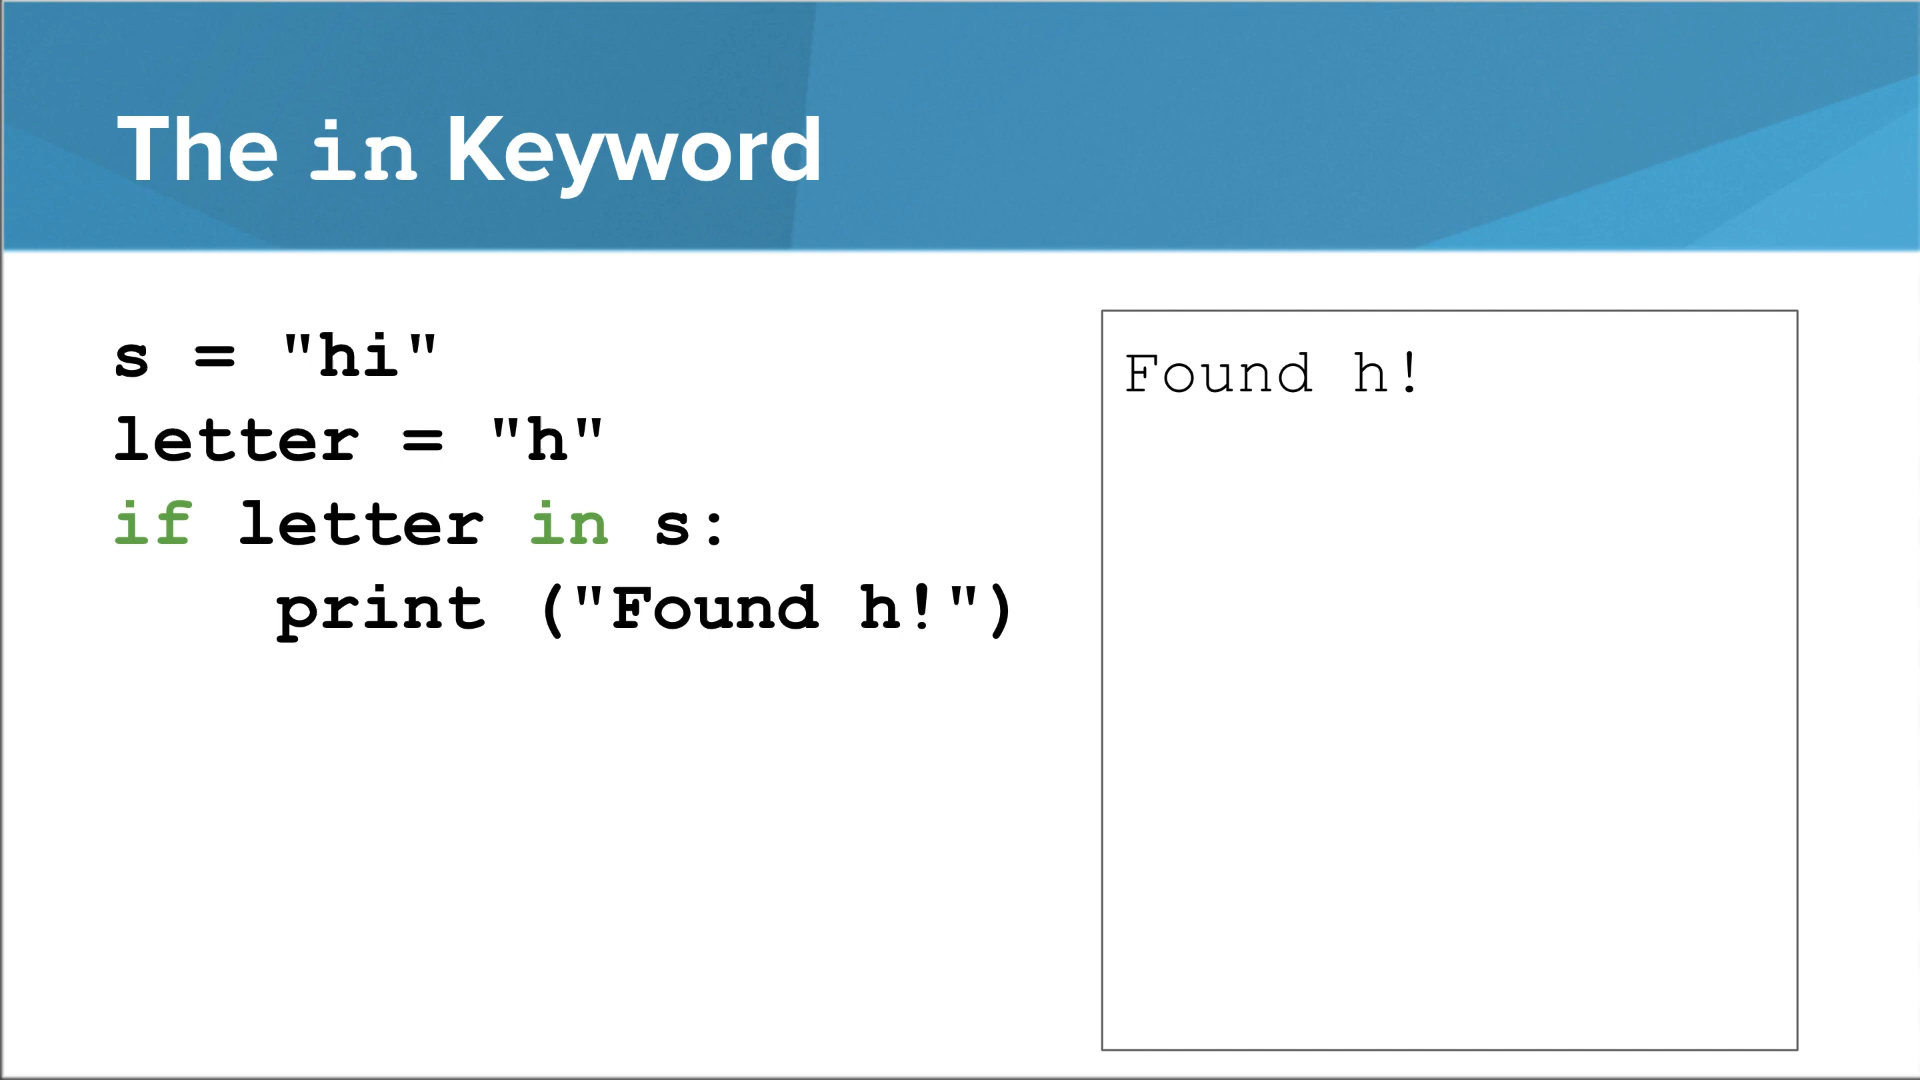 The in Keyword
s = "hi"
letter = "h"
if letter in s:
    print ("Found h!")
Found h!